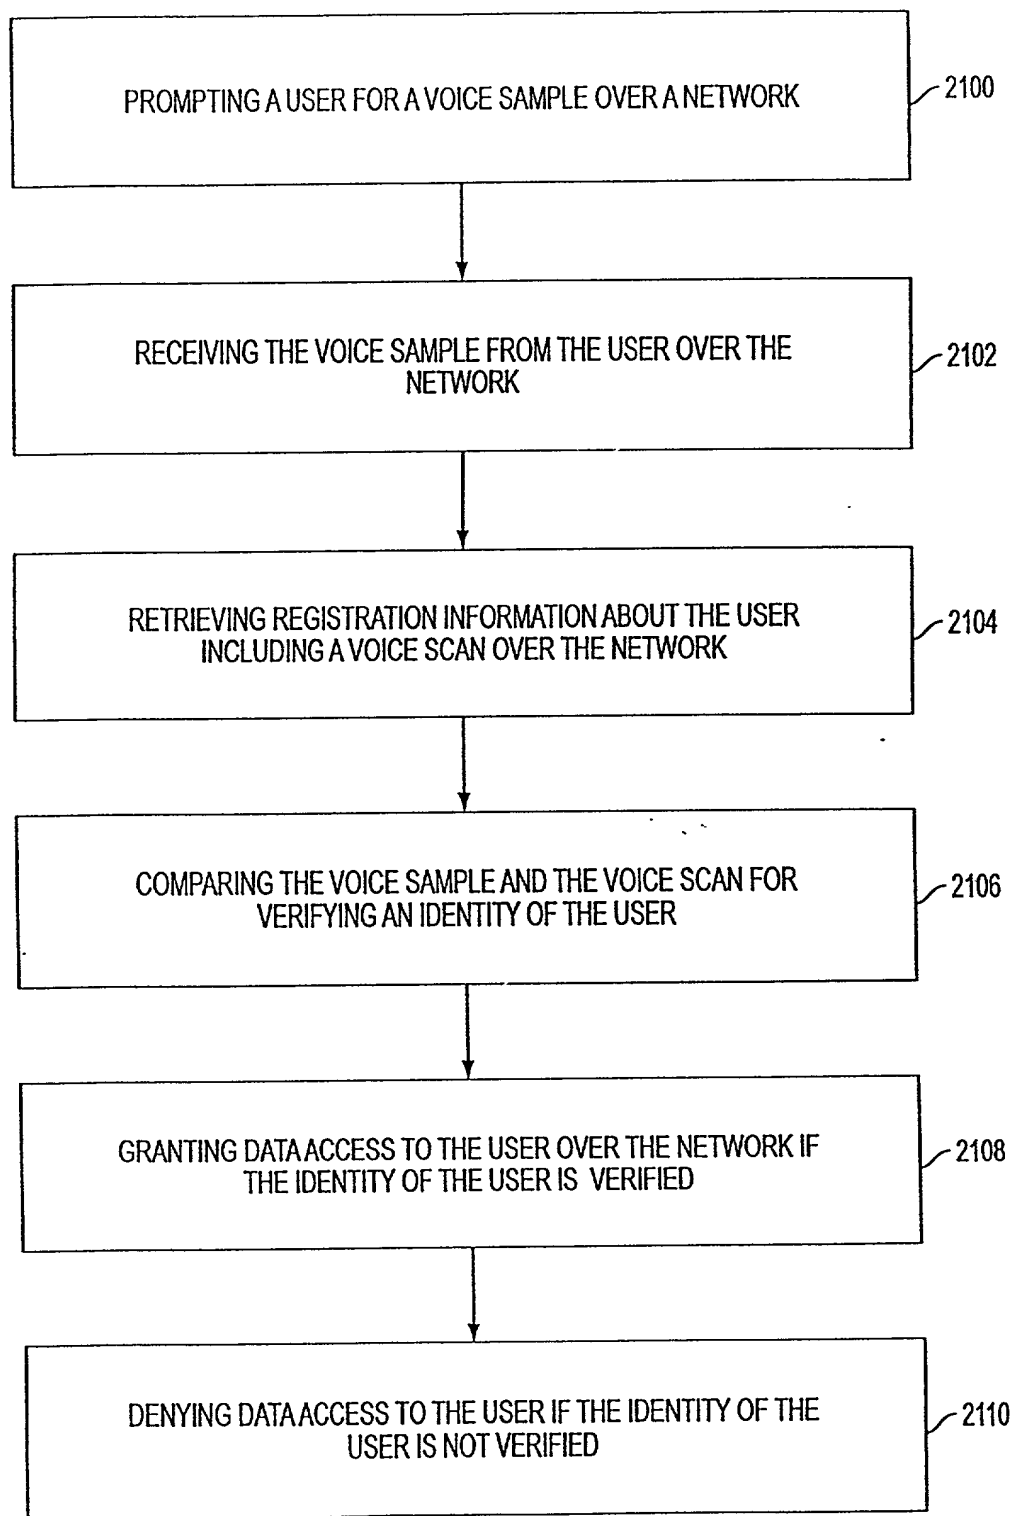 PROMPTING A USER FOR A VOICE SAMPLE OVER A NETWORK
2100
RECEIVING THE VOICE SAMPLE FROM THE USER OVER THE
NETWORK
2102
RETRIEVING REGISTRATION INFORMATION ABOUT THE USER
INCLUDING A VOICE SCAN OVER THE NETWORK
2104
COMPARING THE VOICE SAMPLE AND THE VOICE SCAN FOR
VERIFYING AN IDENTITY OF THE USER
2106
GRANTING DATA ACCESS TO THE USER OVER THE NETWORK IF
THE IDENTITY OF THE USER IS VERIFIED
2108
DENYING DATA ACCESS TO THE USER IF THE IDENTITY OF THE
USER IS NOT VERIFIED
2110